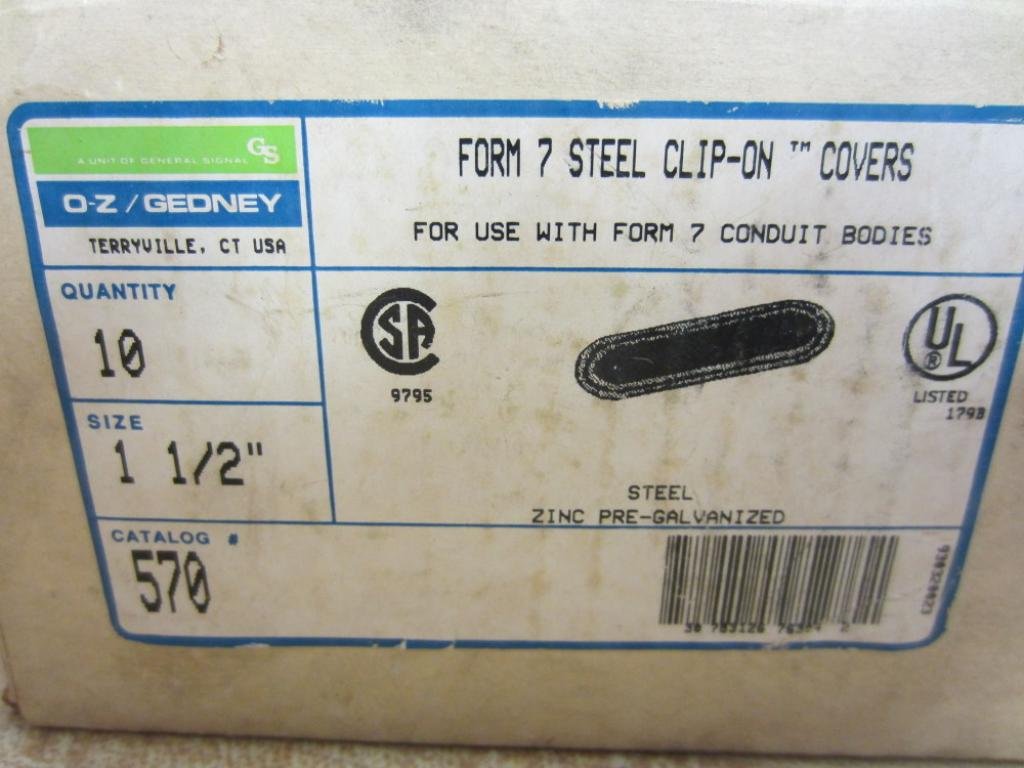 A UNIT OF GENERAL SIGNAL
GS
O-Z/GEDNEY
TERRYVILLE, CT USA
FORM 7 STEEL CLIP-ON ™ COVERS
FOR USE WITH FORM 7 CONDUIT BODIES
QUANTITY
10
SIZE
1 1/2"
CATALOG #
570
CSA
9795
UL
®
LISTED
179B
STEEL
ZINC PRE-GALVANIZED